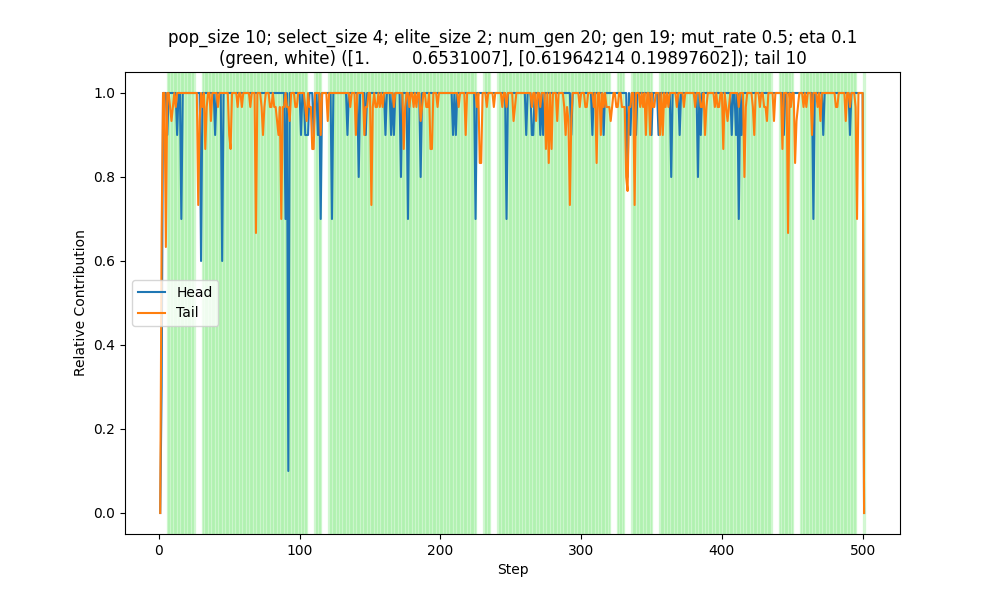 pop_size 10; select_size 4; elite_size 2; num_gen 20; gen 19; mut_rate 0.5; eta 0.1
(green, white) ([1.         0.6531007], [0.61964214 0.19897602]); tail 10
1.0
0.8
0.6
0.4
0.2
0.0
Relative Contribution
Head
Tail
0
100
200
300
400
500
Step